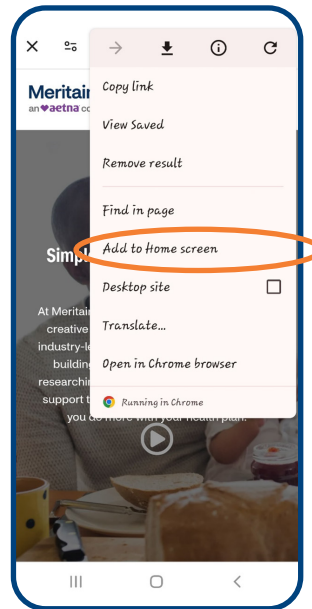 Meritai
an aetna co
Copy link
View Saved
Remove result
Find in page
Add to Home screen
Desktop site
Translate...
Open in Chrome browser
Running in Chrome
Simpl
At Meritai
creative
industry-le
building
researchin
support t
you do more with your health plan.